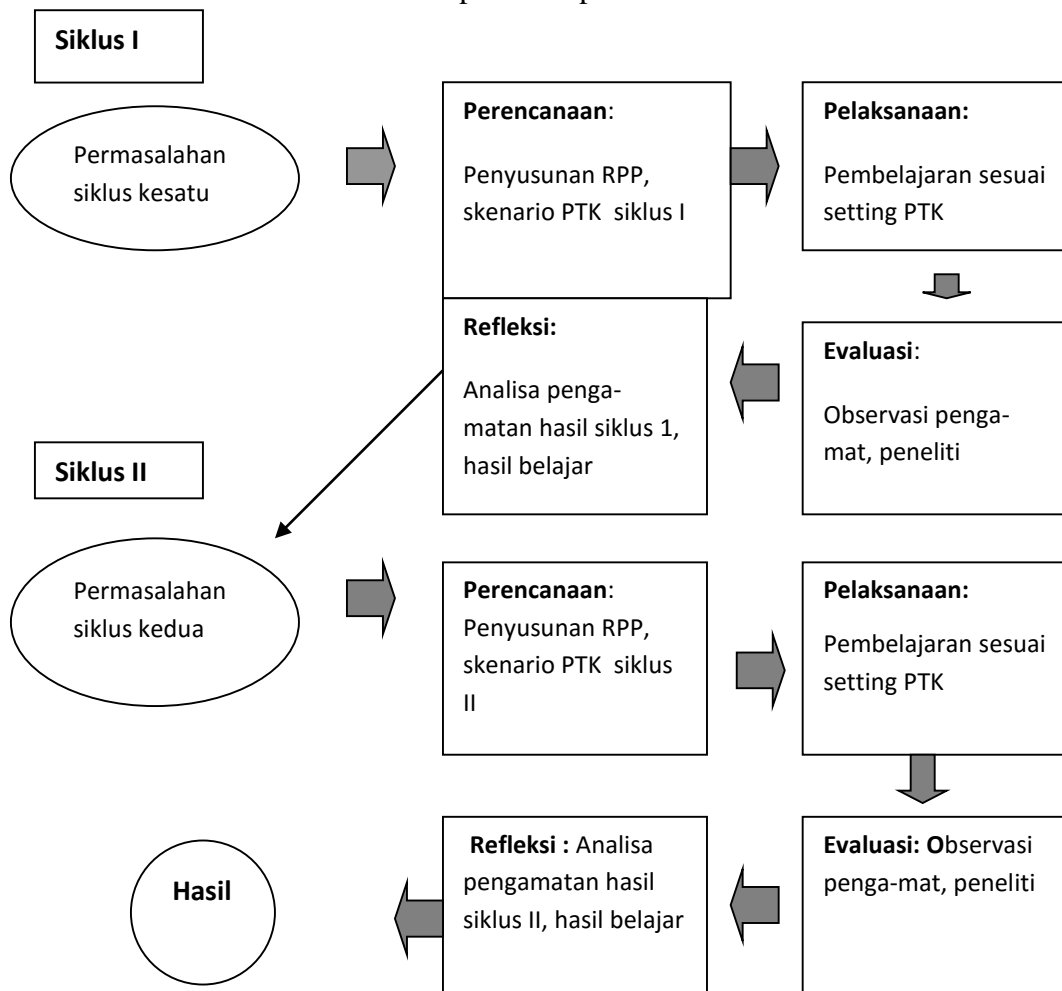 Siklus I
Permasalahan
siklus kesatu
Perencanaan:
Penyusunan RPP,
skenario PTK siklus I
Pelaksanaan:
Pembelajaran sesuai
setting PTK
Evaluasi:
Observasi penga-
mat, peneliti
Refleksi:
Analisa penga-
matan hasil siklus 1,
hasil belajar
Siklus II
Permasalahan
siklus kedua
Perencanaan:
Penyusunan RPP,
skenario PTK siklus
II
Pelaksanaan:
Pembelajaran sesuai
setting PTK
Evaluasi: Observasi
penga-mat, peneliti
Refleksi : Analisa
pengamatan hasil
siklus II, hasil belajar
Hasil